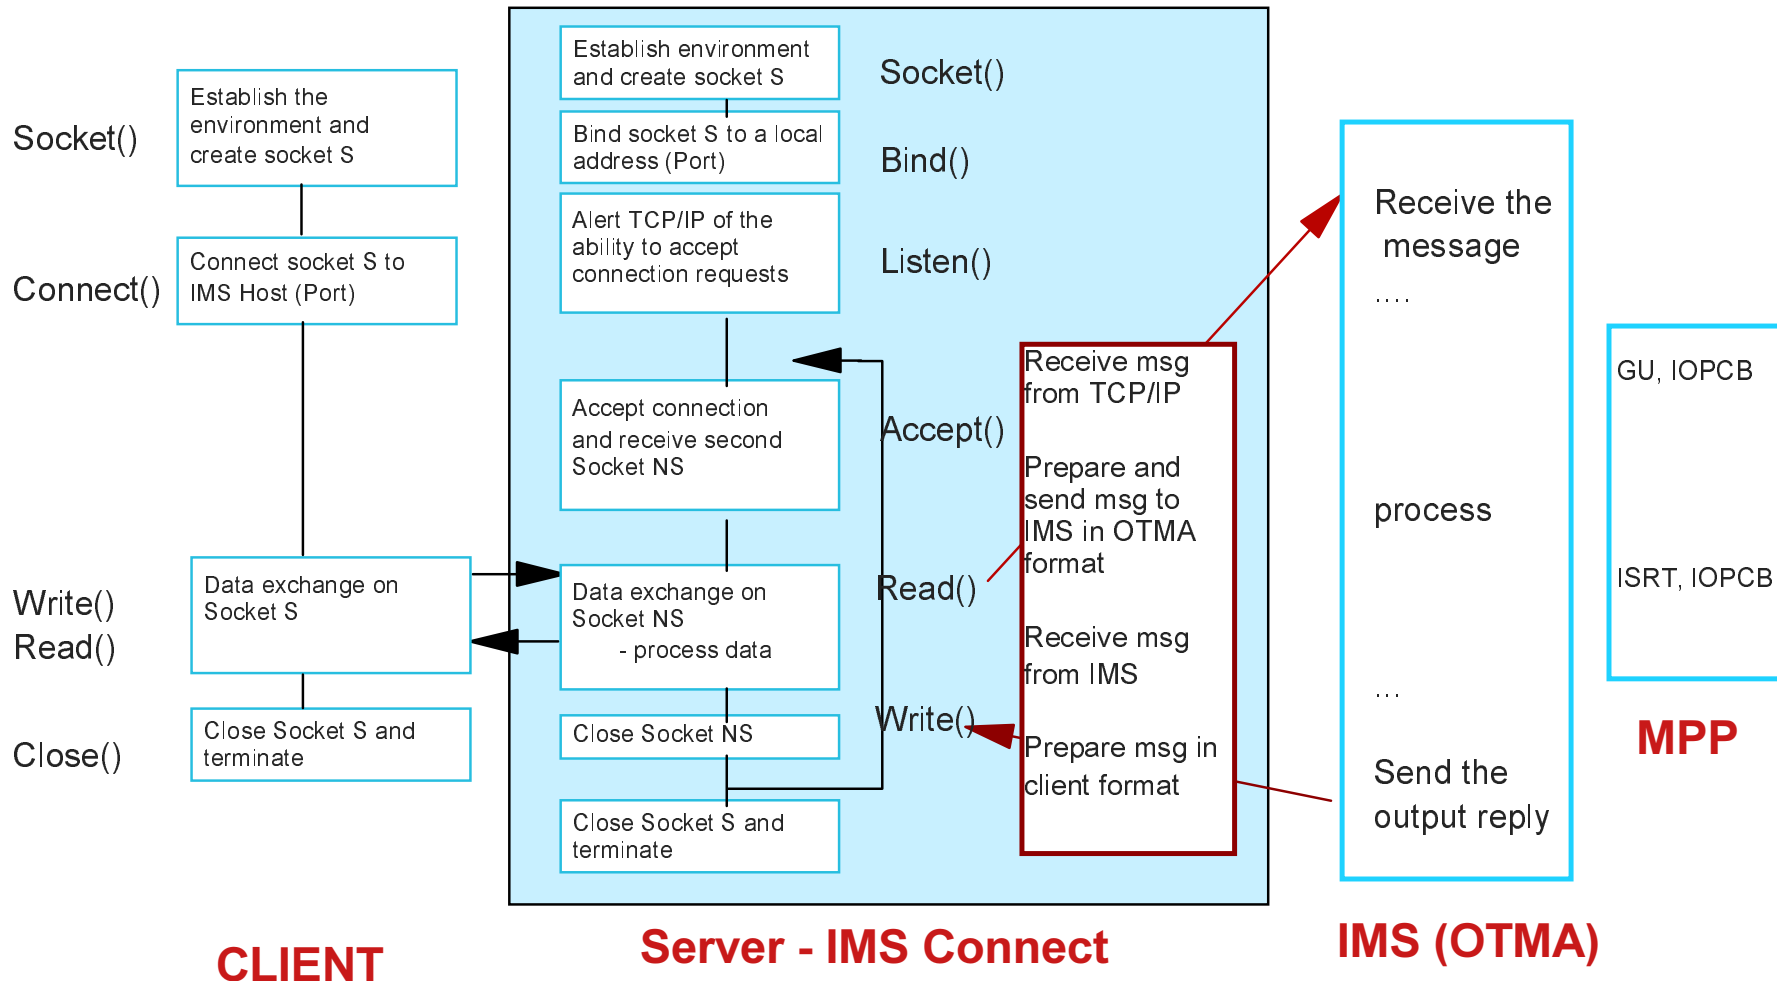 Socket()
Establish the
environment and
create socket S
Connect()
Connect socket S to
IMS Host (Port)
Write()
Read()
Data exchange on
Socket S
Close()
Close Socket S and
terminate
CLIENT
Establish environment
and create socket S
Socket()
Bind socket S to a local
address (Port)
Bind()
Alert TCP/IP of the
ability to accept
connection requests
Listen()
Accept connection
and receive second
Socket NS
Accept()
Data exchange on
Socket NS
- process data
Read()
Write()
Close Socket NS
Close Socket S and
terminate
Receive msg
from TCP/IP
Prepare and
send msg to
IMS in OTMA
format
Receive msg
from IMS
Prepare msg in
client format
Server - IMS Connect
Receive the
message
....
process
...
Send the
output reply
IMS (OTMA)
GU, IOPCB
ISRT, IOPCB
MPP